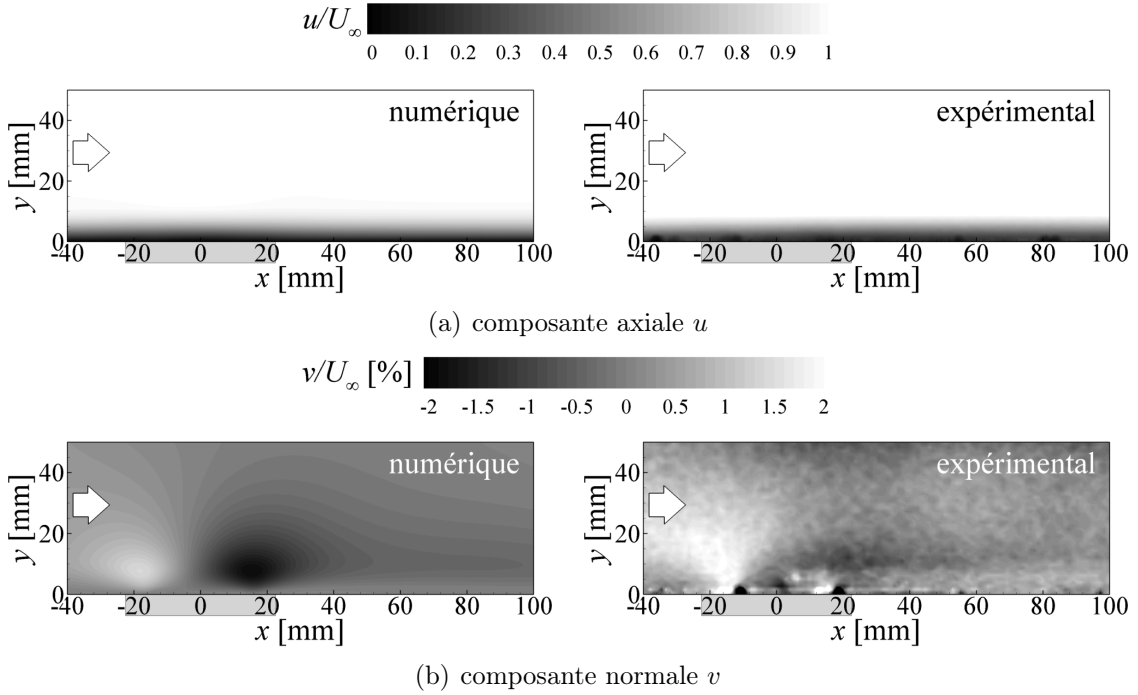 u/U∞
0 0.1 0.2 0.3 0.4 0.5 0.6 0.7 0.8 0.9 1
numérique
y [mm]
40
20
0
-40 -20 0 20 40 60 80 100
x [mm]
expérimental
y [mm]
40
20
0
-40 -20 0 20 40 60 80 100
x [mm]
(a) composante axiale u
v/U∞ [%]
-2 -1.5 -1 -0.5 0 0.5 1 1.5 2
numérique
y [mm]
40
20
0
-40 -20 0 20 40 60 80 100
x [mm]
expérimental
y [mm]
40
20
0
-40 -20 0 20 40 60 80 100
x [mm]
(b) composante normale v